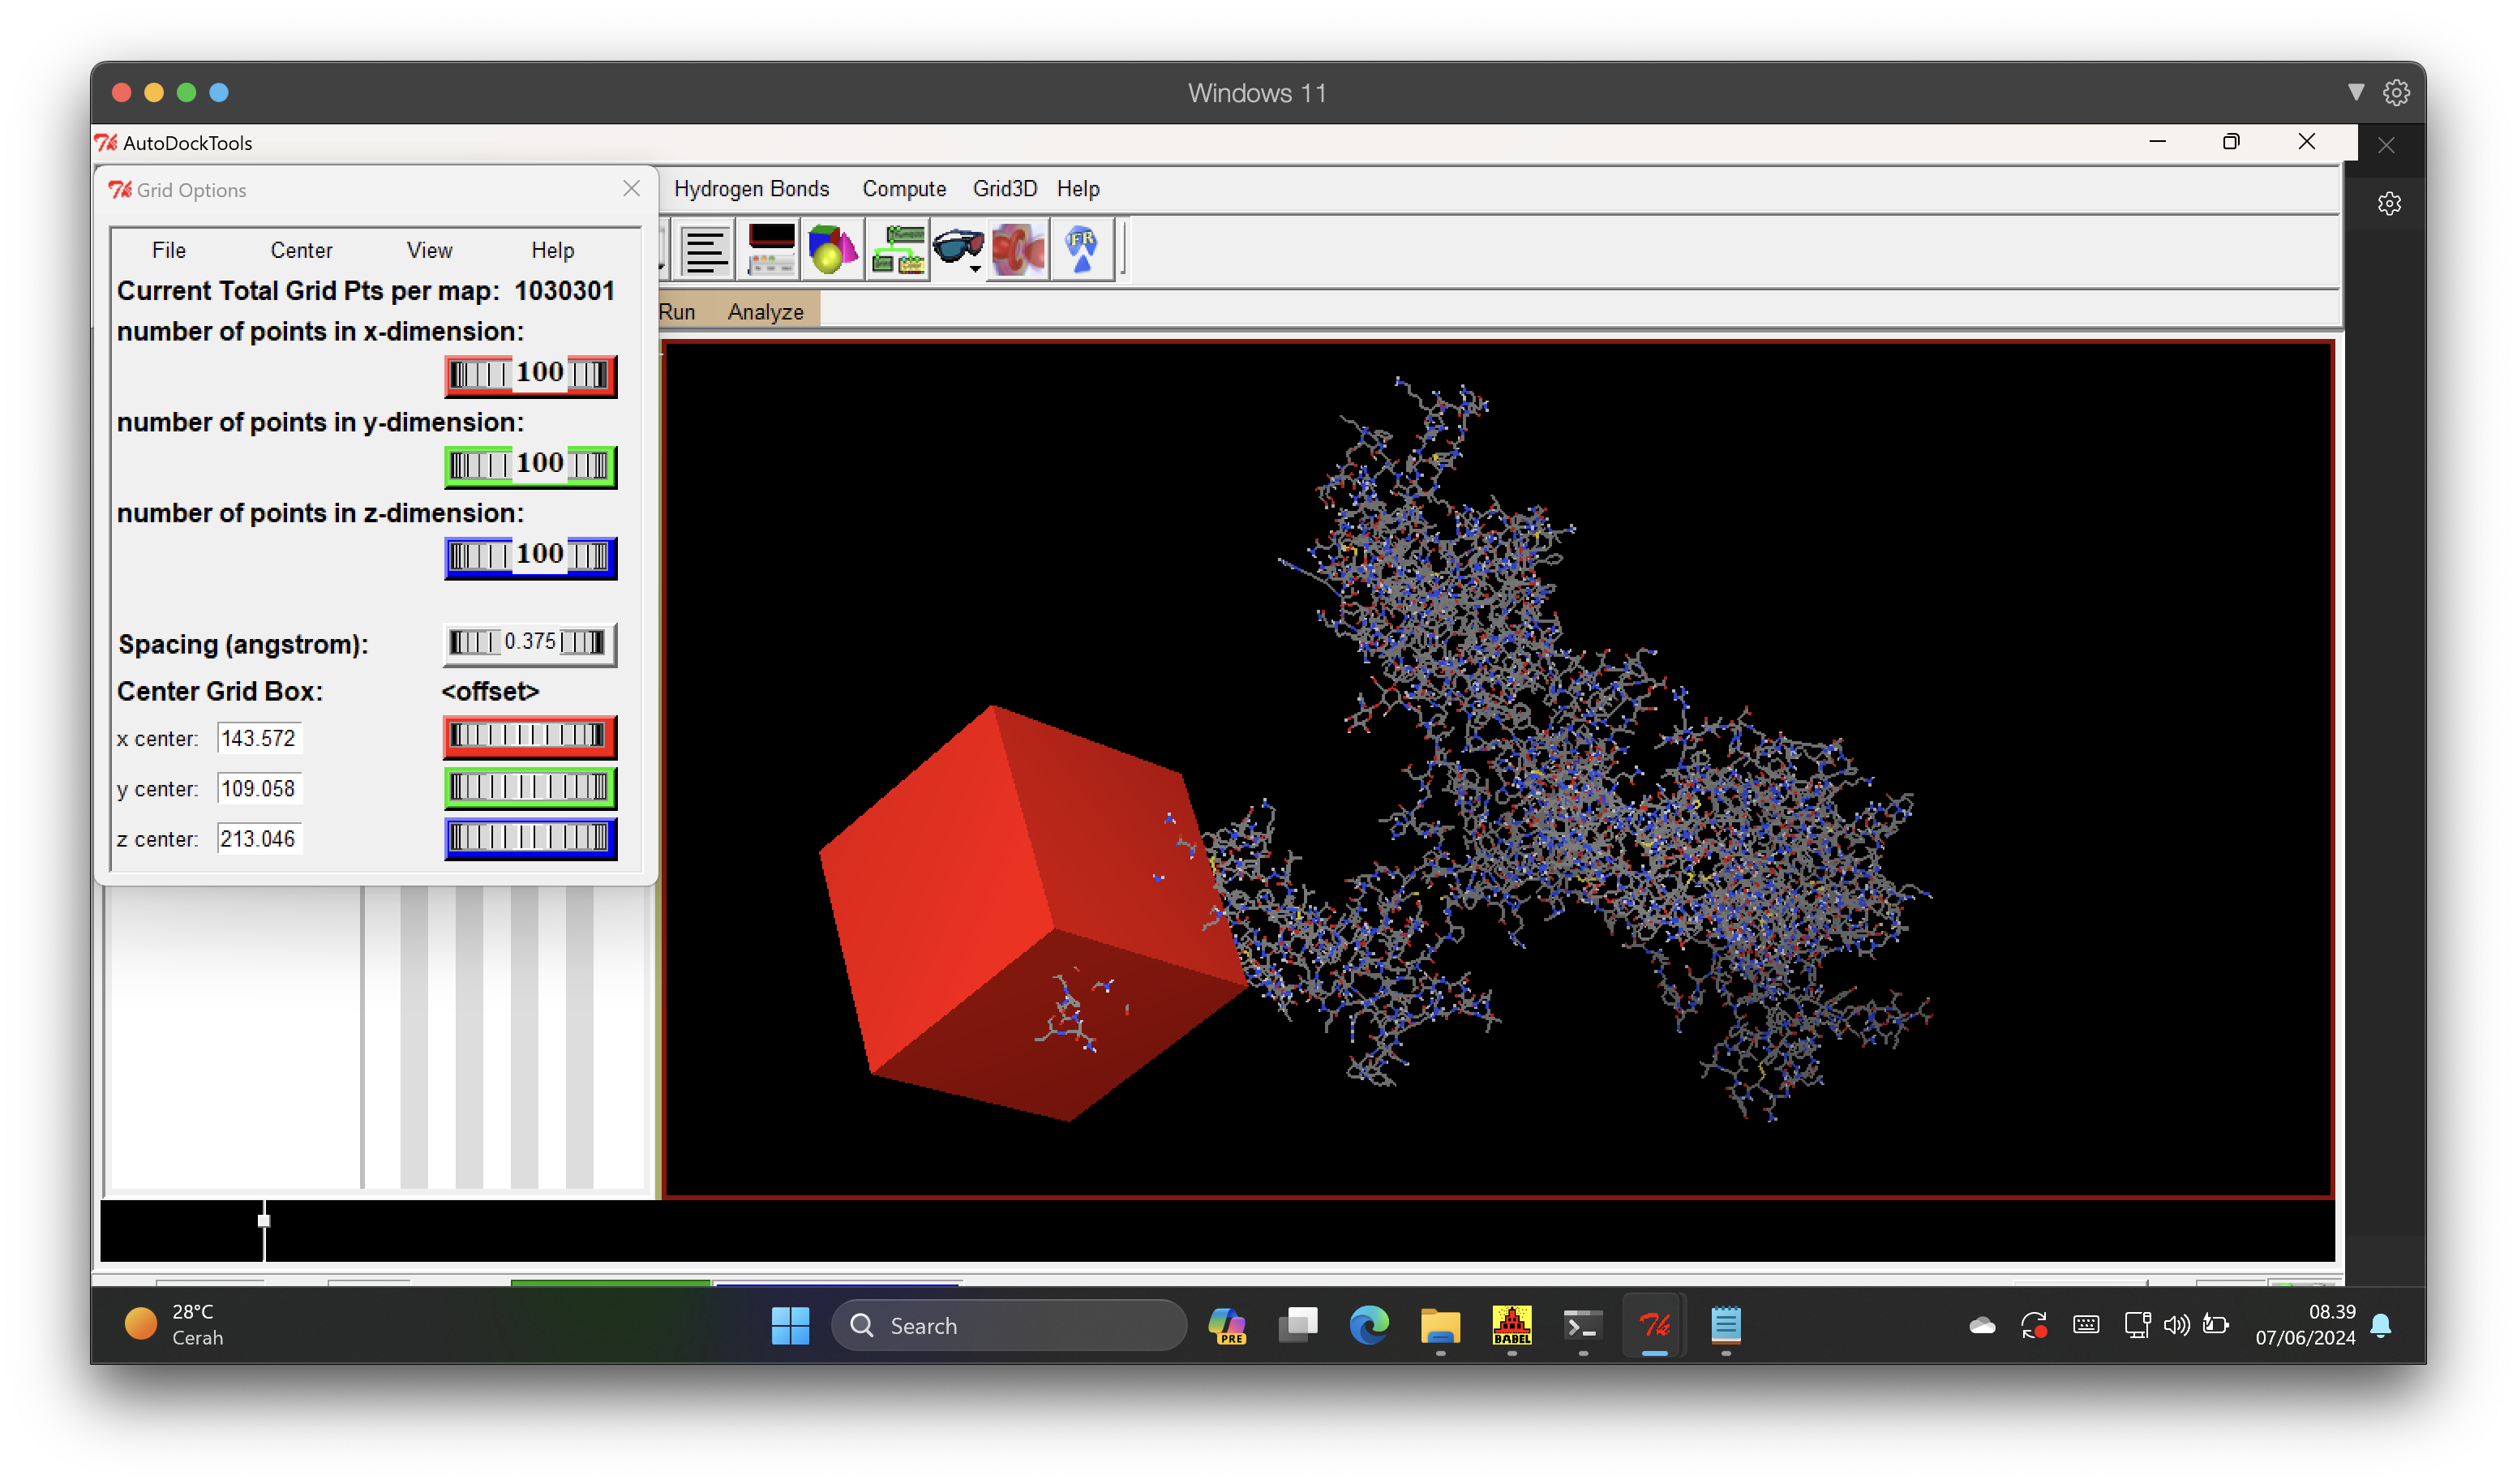 Windows 11
AutoDockTools
Grid Options
Hydrogen Bonds Compute Grid3D Help
File Center View Help
Current Total Grid Pts per map: 1030301
number of points in x-dimension:
100
number of points in y-dimension:
100
number of points in z-dimension:
100
Spacing (angstrom): 0.375
Center Grid Box: <offset>
x center: 143.572
y center: 109.058
z center: 213.046
FR
Run Analyze
28°C
Cerah
Search
PRE
BABEL
08.39
07/06/2024